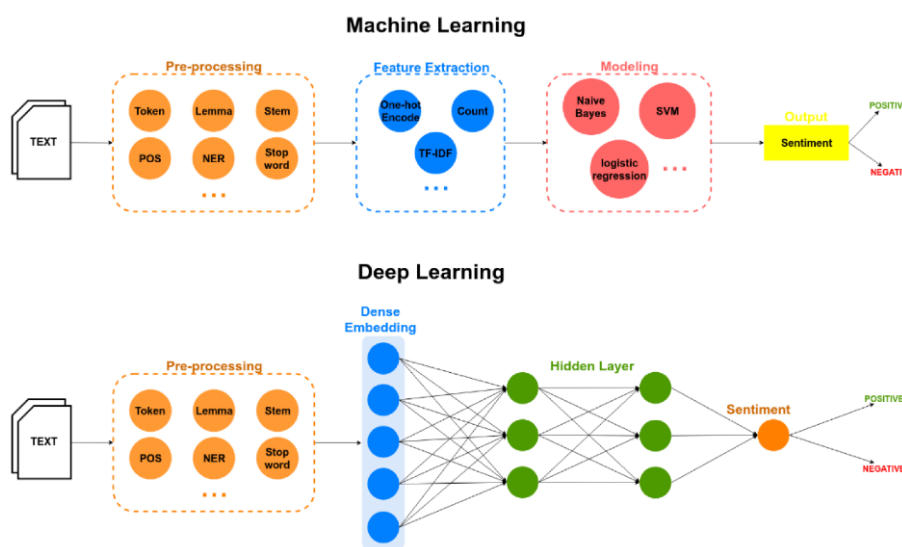 Machine Learning
Pre-processing
Feature Extraction
Modeling
TEXT
Token
Lemma
Stem
POS
NER
Stop
word
One-hot
Encode
Count
TF-IDF
Naive
Bayes
SVM
logistic
regression
Output
Sentiment
POSITIVE
NEGATIVE
Deep Learning
Dense
Embedding
Pre-processing
Hidden Layer
TEXT
Token
Lemma
Stem
POS
NER
Stop
word
Sentiment
POSITIVE
NEGATIVE